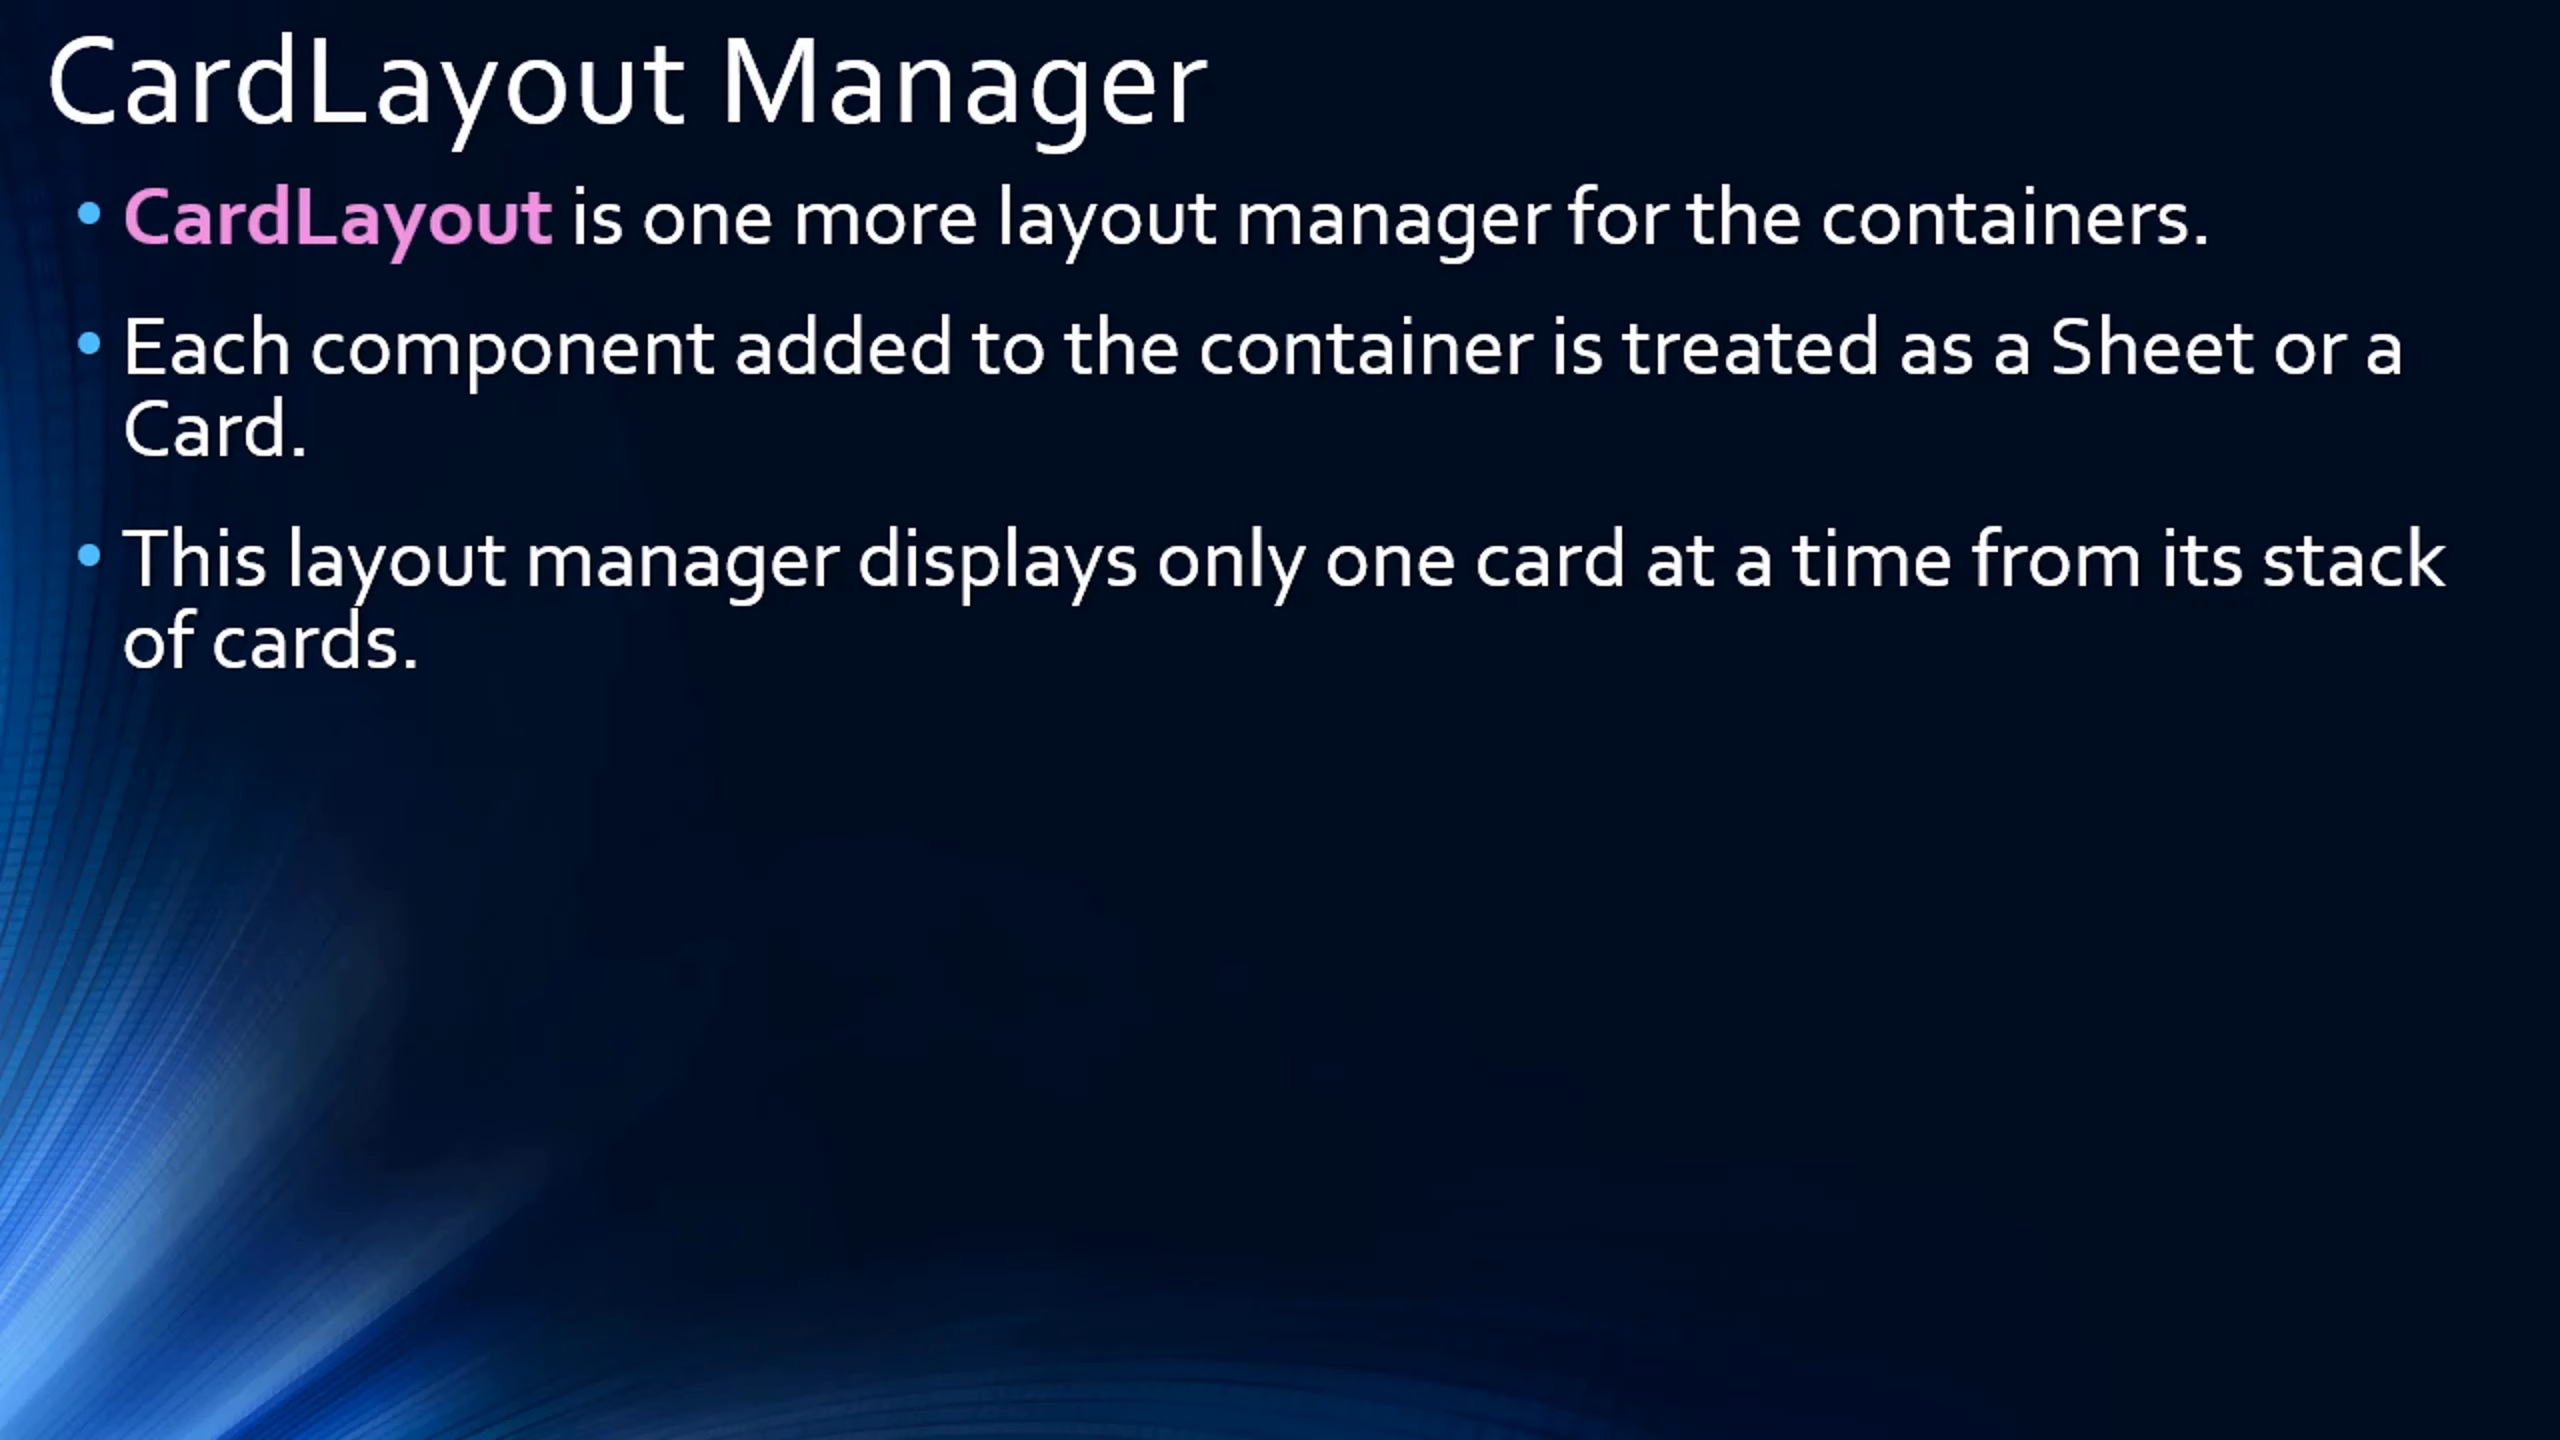 CardLayout Manager
• CardLayout is one more layout manager for the containers.
• Each component added to the container is treated as a Sheet or a
Card.
• This layout manager displays only one card at a time from its stack
of cards.